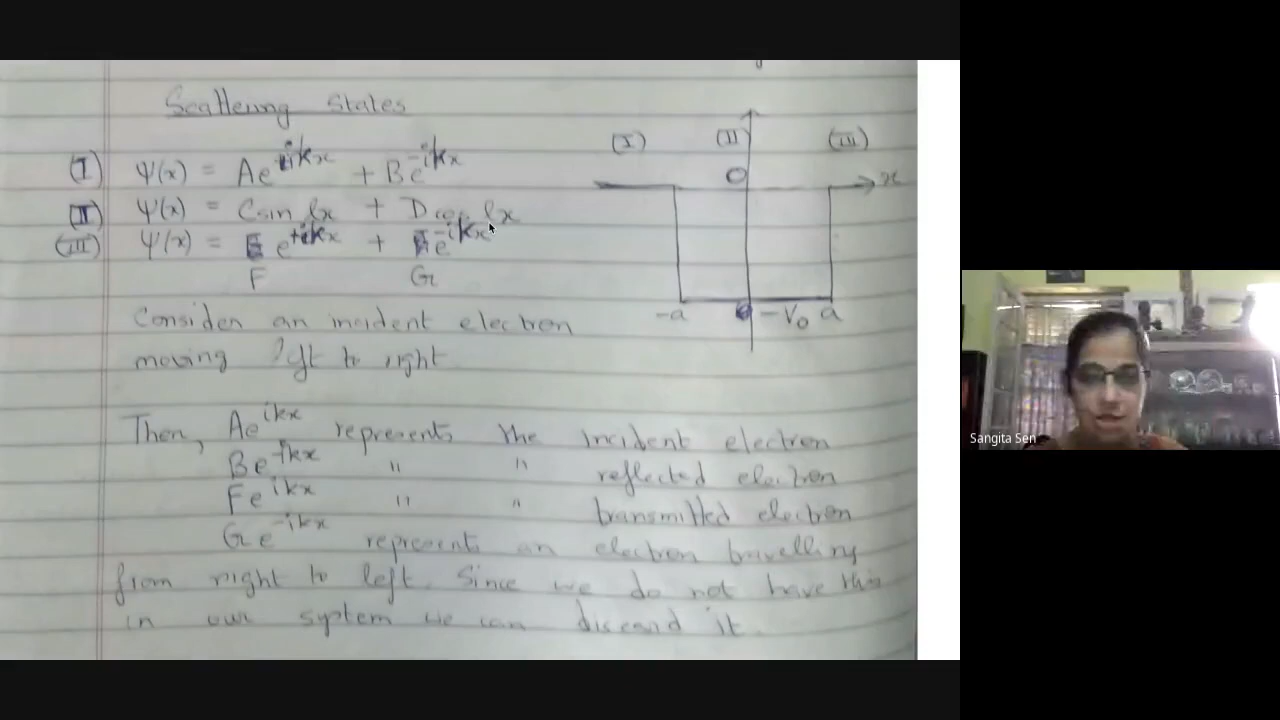 Scattering states
(I) ψ(x) = Ae^{ikx} + Be^{-ikx}
(II) ψ(x) = C sin lx + D cos lx
(III) ψ(x) = e^{+ikx} + e^{-ikx}
F G
(I) (II) (III)
0 x
-a -V₀ a
Consider an incident electron
moving left to right
Then, Ae^{ikx} represents the incident electron
Be^{-ikx} " " reflected electron
Fe^{ikx} " " transmitted electron
Ge^{-ikx} represents an electron travelling
from right to left. Since we do not have this
in our system we can discard it.
Sangita Sen